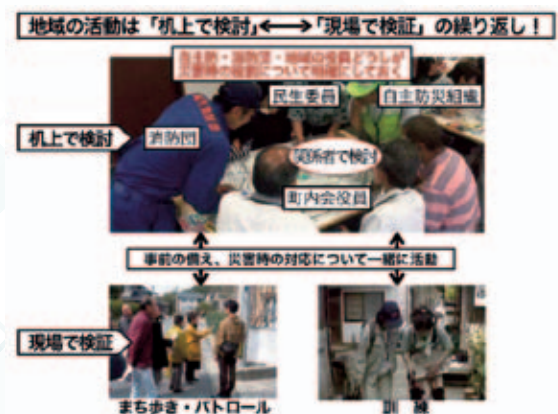 地域の活動は「机上で検討」⟷「現場で検証」の繰り返し！
民生委員
自主防災組織
机上で検討
消防団
関係者で検討
町内会役員
事前の備え、災害時の対応について一緒に活動
現場で検証
まち歩き・パトロール
訓練